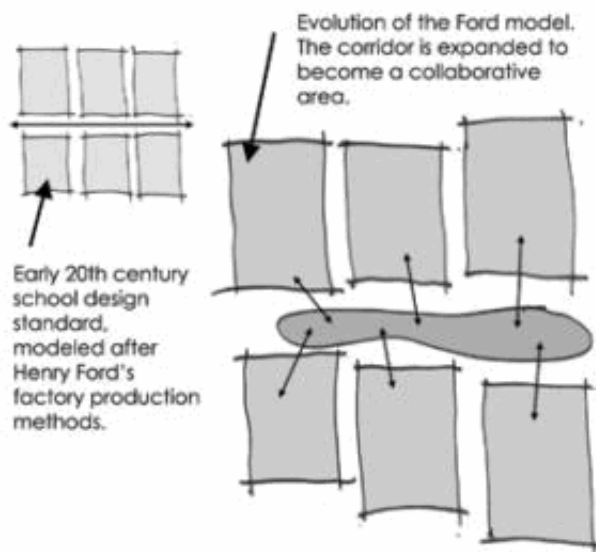 Evolution of the Ford model.
The corridor is expanded to
become a collaborative
area.
Early 20th century
school design
standard,
modeled after
Henry Ford's
factory production
methods.